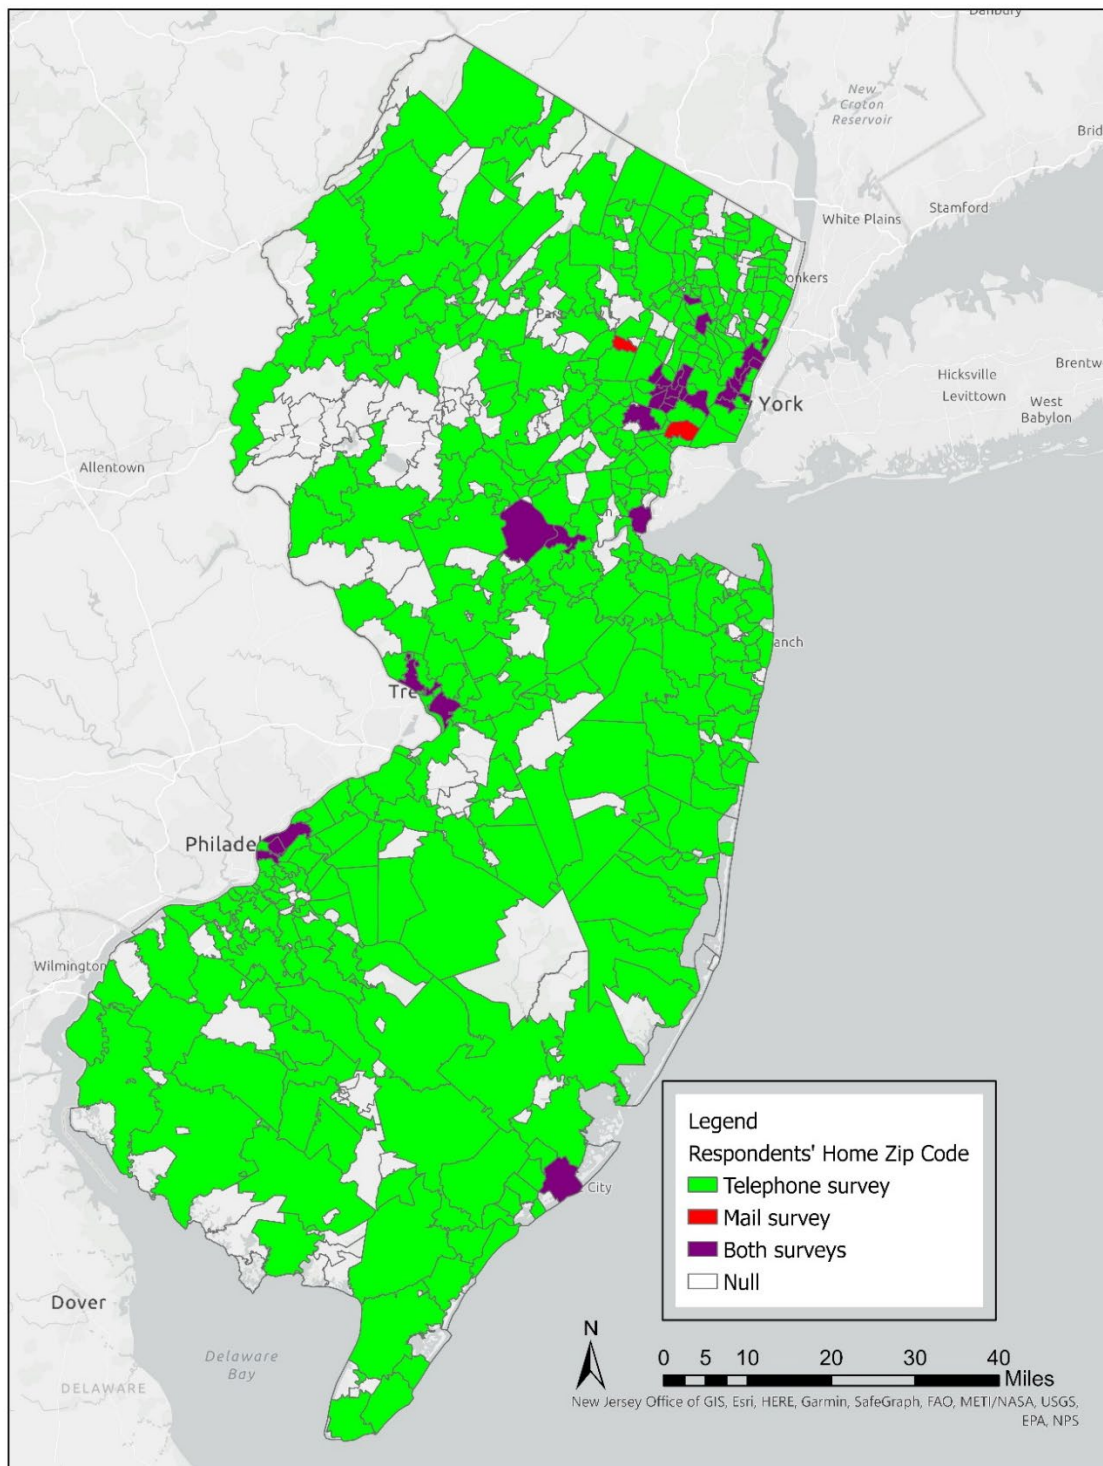 Danbury
New
Croton
Reservoir
Brid
White Plains
Stamford
onkers
Pars
Hicksville
Brentw
Levittown
York
West
Babylon
Allentown
n
anch
Tre
Philadel
Wilmington
City
Dover
Delaware
Bay
DELAWARE
Legend
Respondents' Home Zip Code
Telephone survey
Mail survey
Both surveys
Null
N
0 5 10 20 30 40
Miles
New Jersey Office of GIS, Esri, HERE, Garmin, SafeGraph, FAO, METI/NASA, USGS,
EPA, NPS